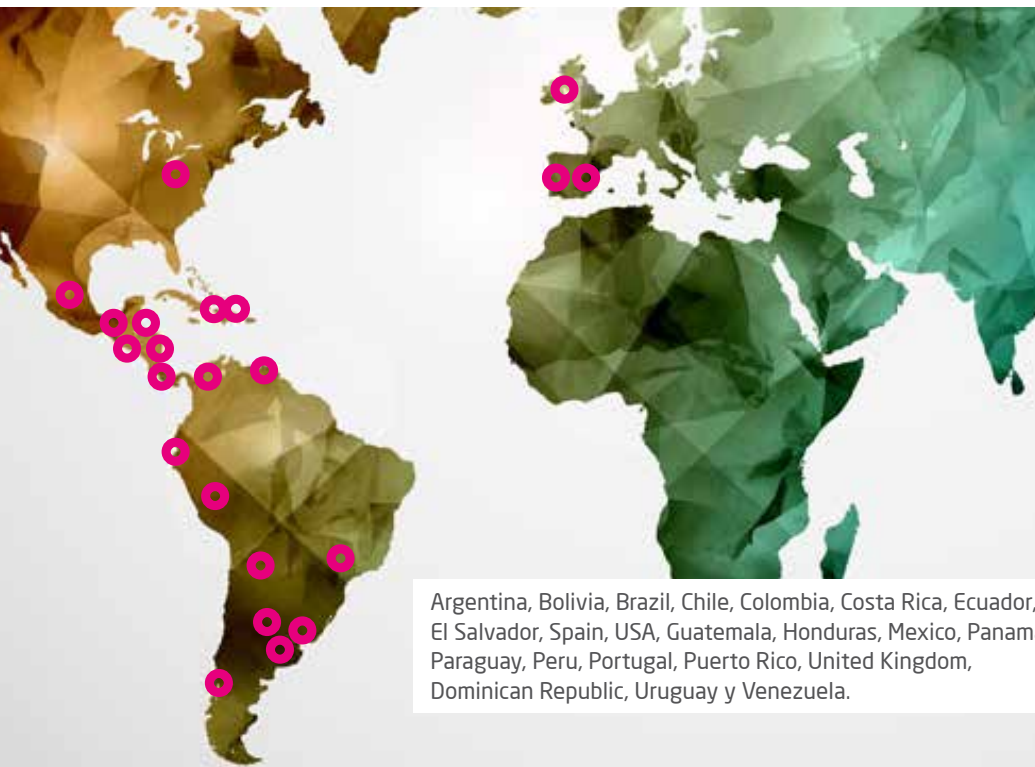 Argentina, Bolivia, Brazil, Chile, Colombia, Costa Rica, Ecuador,
El Salvador, Spain, USA, Guatemala, Honduras, Mexico, Panam
Paraguay, Peru, Portugal, Puerto Rico, United Kingdom,
Dominican Republic, Uruguay y Venezuela.